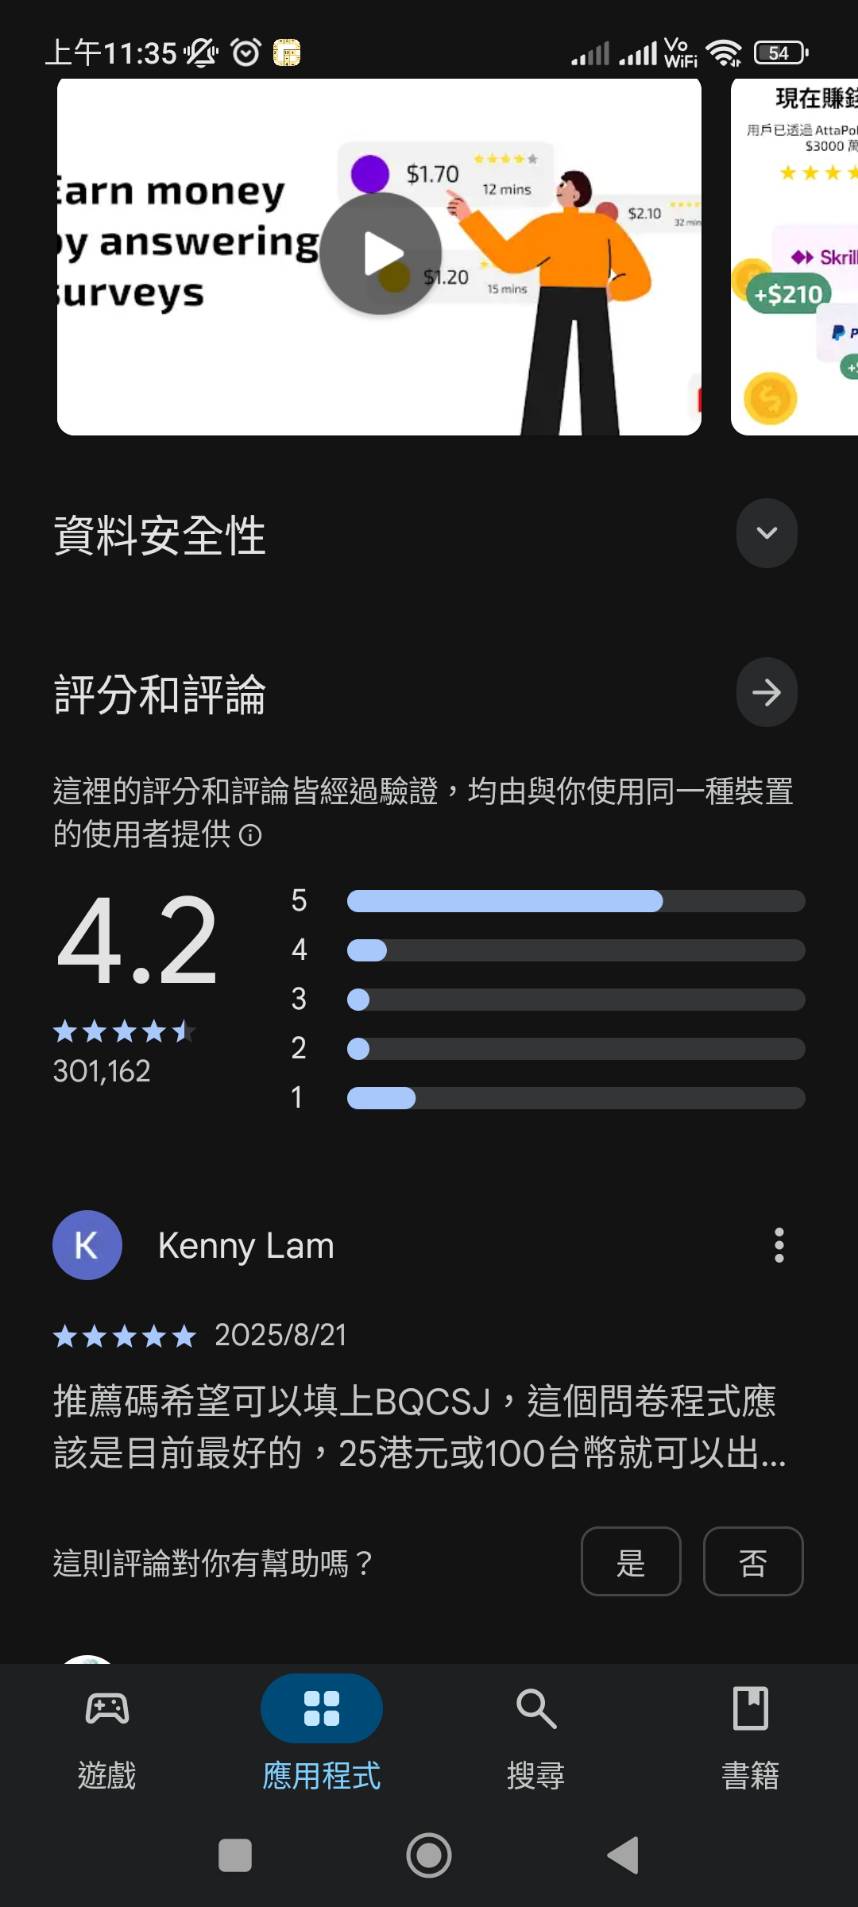 上午11:35
Vo
WiFi
54
Earn money
by answering
surveys
$1.70
12 mins
$2.10
32 min
$1.20
15 mins
現在賺錢
用戶已透過 AttaPol
$3000 萬
Skrill
+$210
P
資料安全性
評分和評論
這裡的評分和評論皆經過驗證，均由與你使用同一種裝置
的使用者提供
4.2
5
4
3
2
1
301,162
K
Kenny Lam
2025/8/21
推薦碼希望可以填上BQCSJ，這個問卷程式應
該是目前最好的，25港元或100台幣就可以出...
這則評論對你有幫助嗎？
是
否
遊戲
應用程式
搜尋
書籍